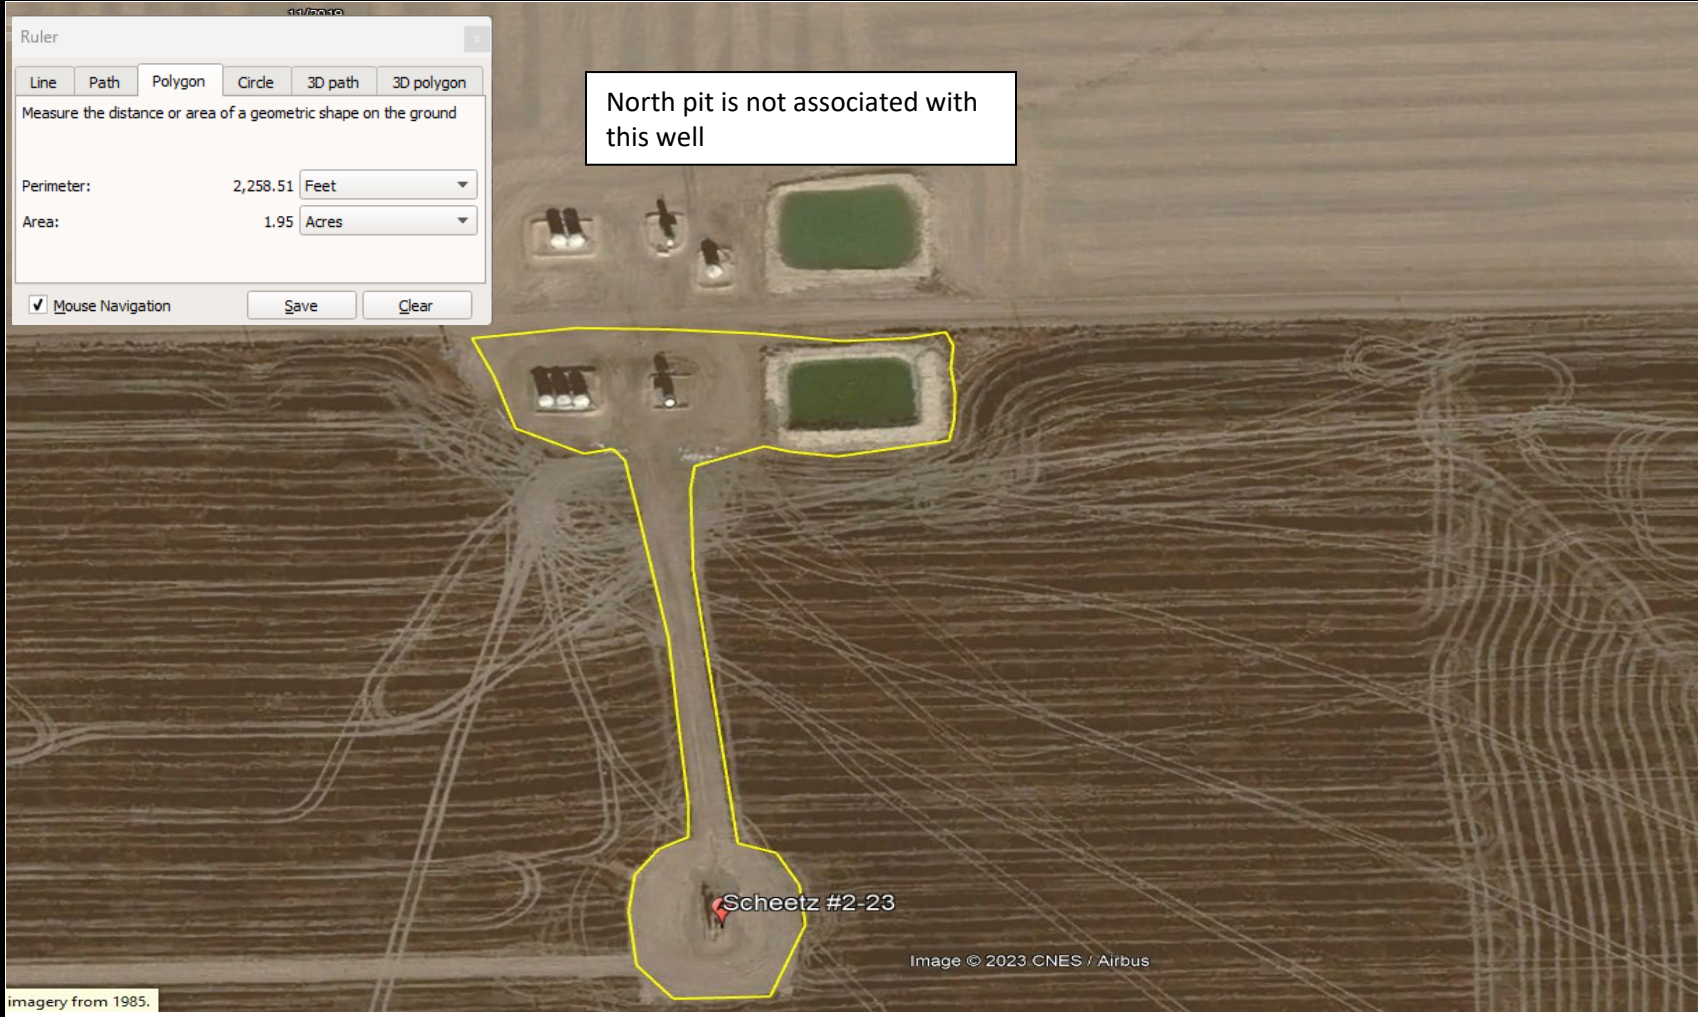 11/2019
Ruler
x
Line Path Polygon Circle 3D path 3D polygon
Measure the distance or area of a geometric shape on the ground
Perimeter: 2,258.51 Feet
Area: 1.95 Acres
Mouse Navigation Save Clear
North pit is not associated with
this well
Scheetz #2-23
Image © 2023 CNES / Airbus
imagery from 1985.